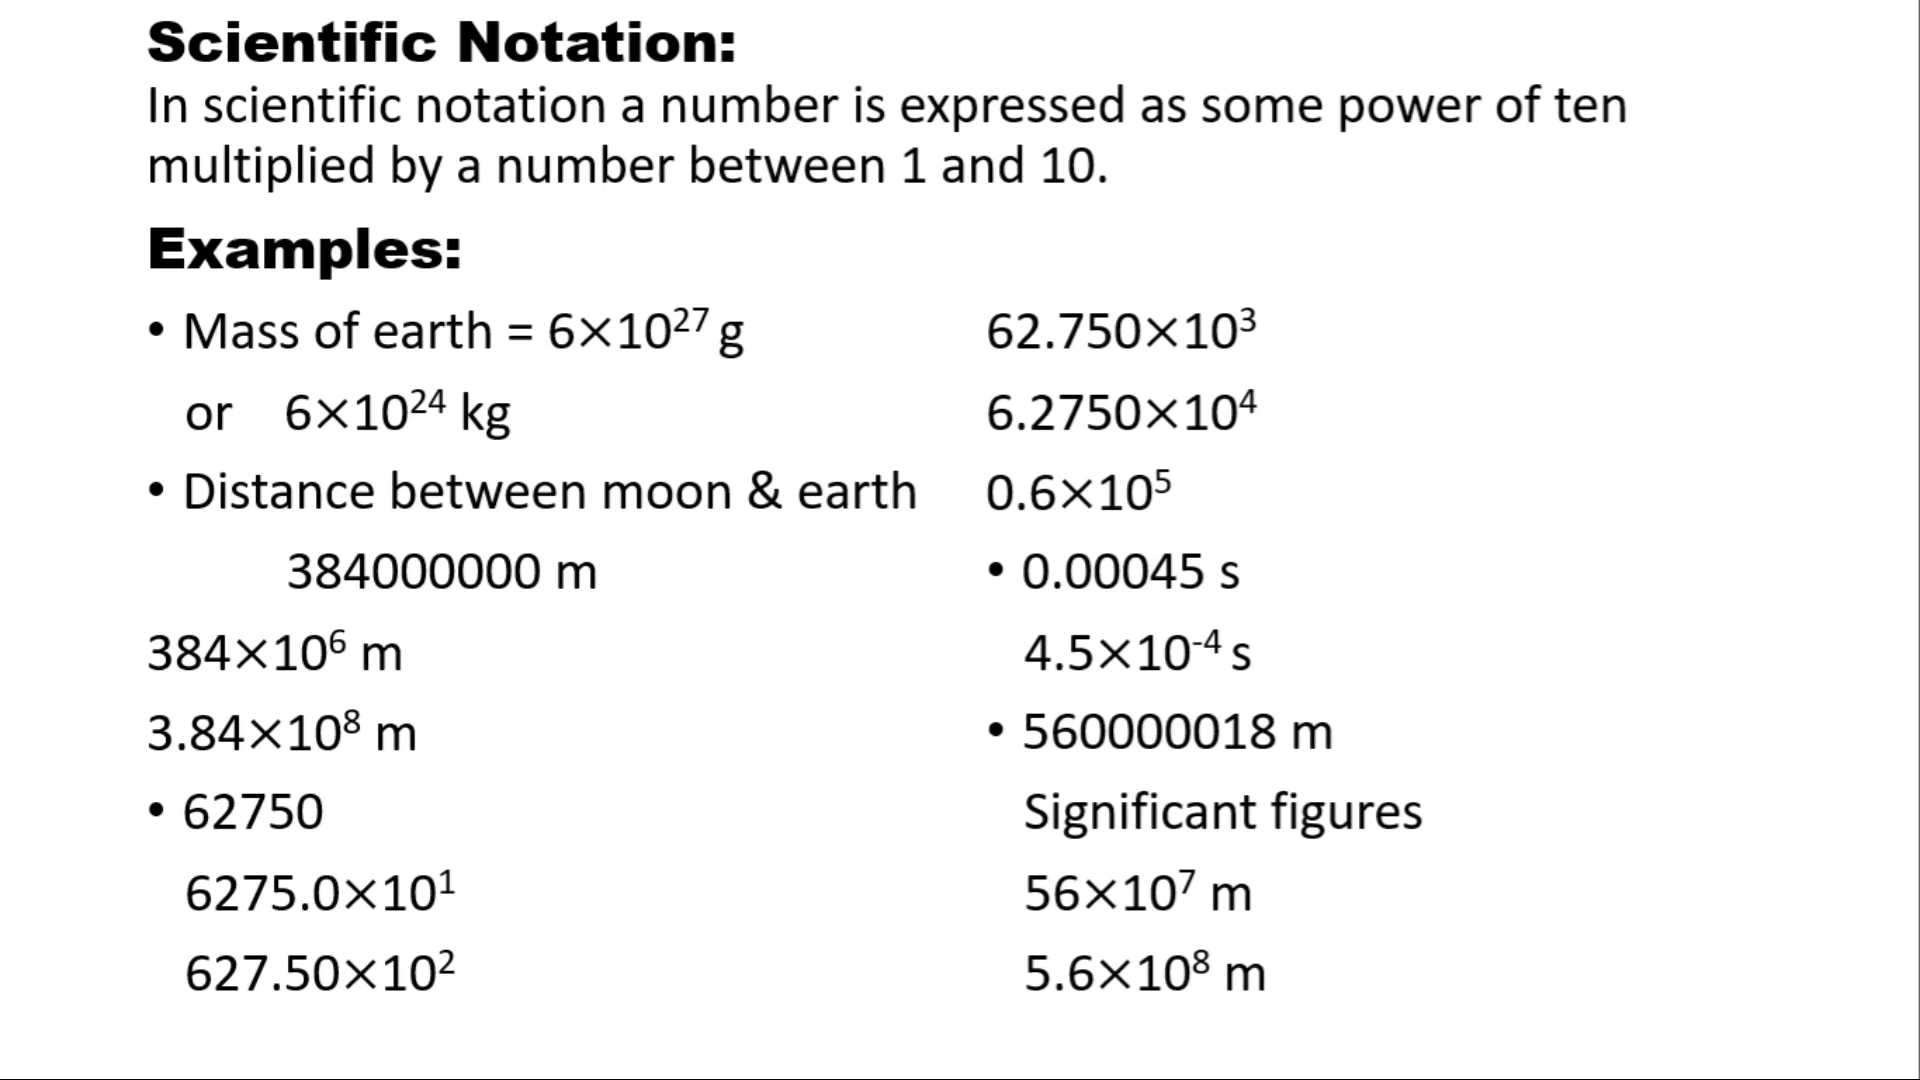 Scientific Notation:
In scientific notation a number is expressed as some power of ten
multiplied by a number between 1 and 10.
Examples:
• Mass of earth = 6×10²⁷ g
or 6×10²⁴ kg
• Distance between moon & earth
384000000 m
384×10⁶ m
3.84×10⁸ m
• 62750
6275.0×10¹
627.50×10²
62.750×10³
6.2750×10⁴
0.6×10⁵
• 0.00045 s
4.5×10⁻⁴ s
• 560000018 m
Significant figures
56×10⁷ m
5.6×10⁸ m